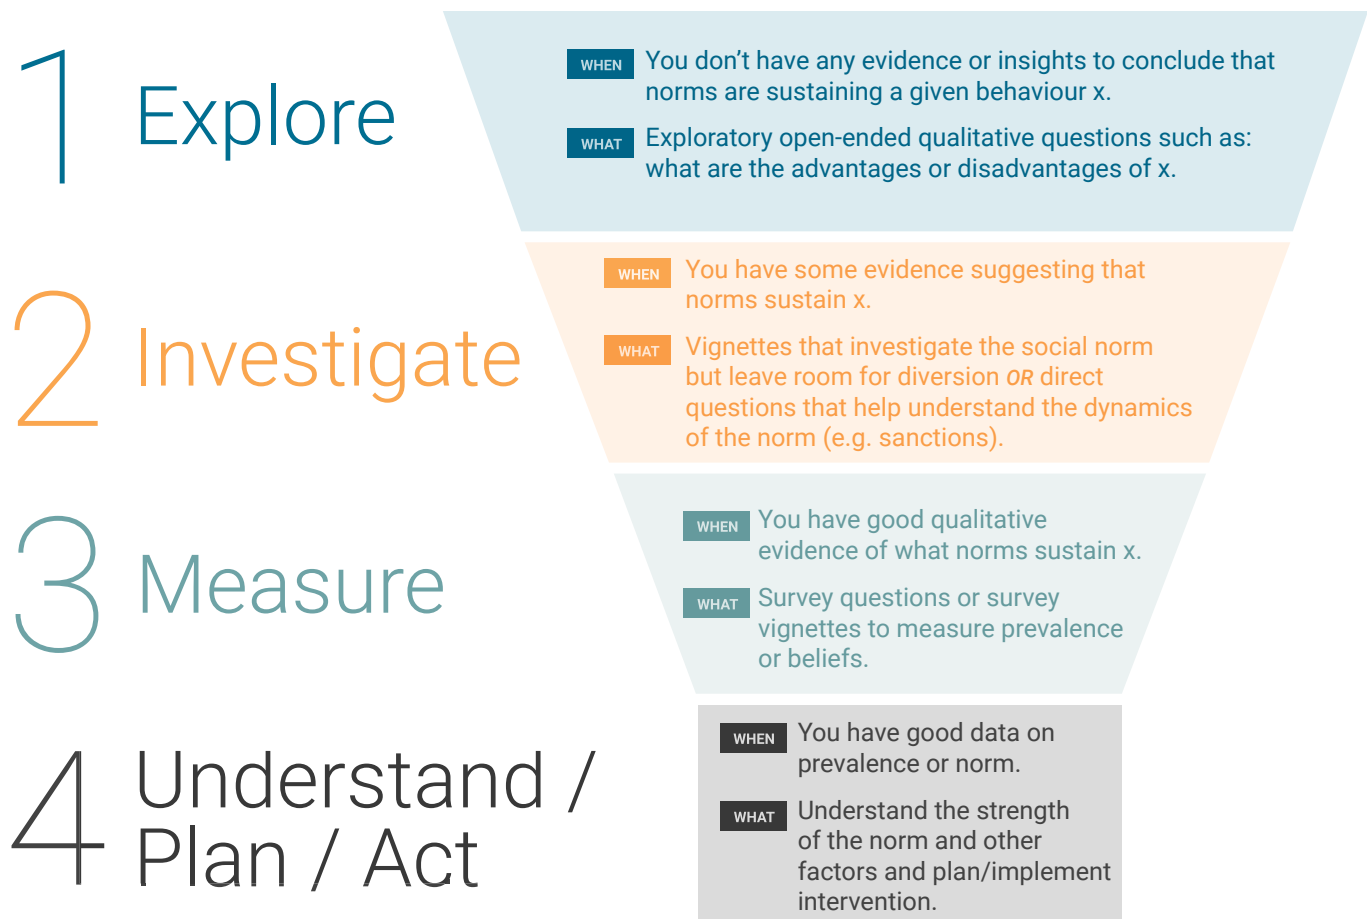 1 Explore
WHEN You don't have any evidence or insights to conclude that
norms are sustaining a given behaviour x.
WHAT Exploratory open-ended qualitative questions such as:
what are the advantages or disadvantages of x.
2 Investigate
WHEN You have some evidence suggesting that
norms sustain x.
WHAT Vignettes that investigate the social norm
but leave room for diversion OR direct
questions that help understand the dynamics
of the norm (e.g. sanctions).
3 Measure
WHEN You have good qualitative
evidence of what norms sustain x.
WHAT Survey questions or survey
vignettes to measure prevalence
or beliefs.
4 Understand /
Plan / Act
WHEN You have good data on
prevalence or norm.
WHAT Understand the strength
of the norm and other
factors and plan/implement
intervention.